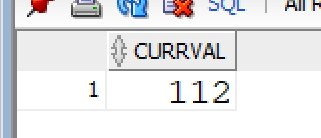 SQL | All R
CURRVAL
1 112